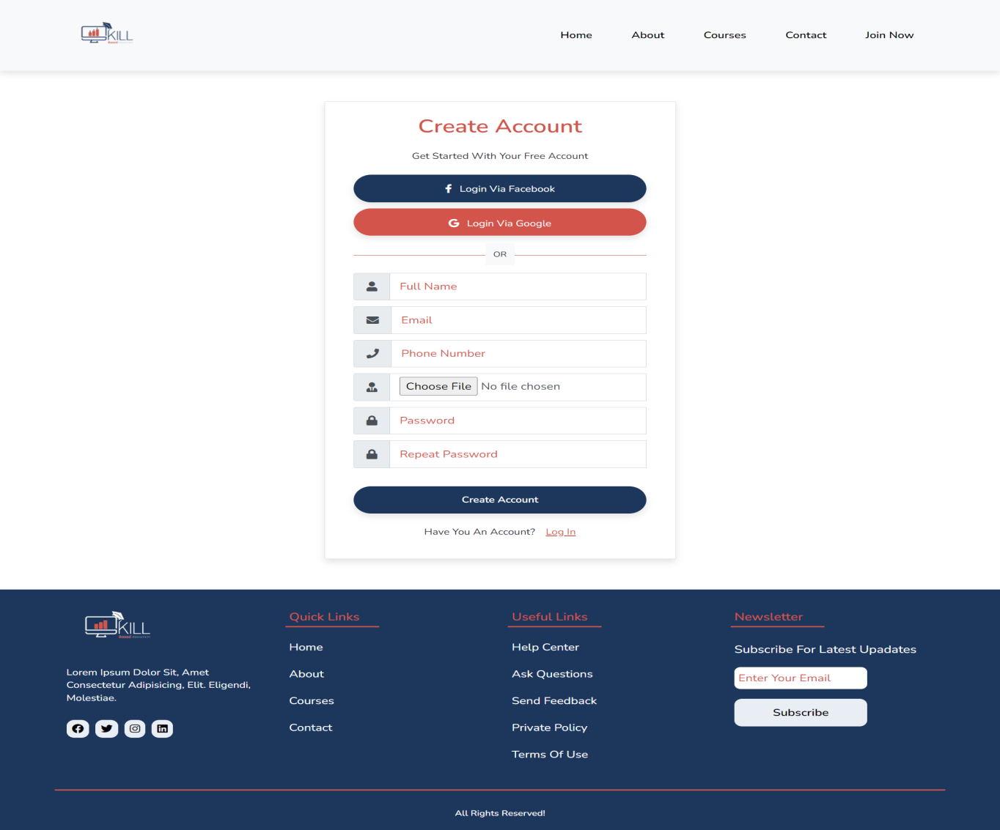 KILL
Home
About
Courses
Contact
Join Now
Create Account
Get Started With Your Free Account
Login Via Facebook
Login Via Google
OR
Full Name
Email
Phone Number
Choose File No file chosen
Password
Repeat Password
Create Account
Have You An Account? Log In
KILL
Based
Lorem Ipsum Dolor Sit, Amet
Consectetur Adipisicing, Elit. Eligendi,
Molestiae.
Quick Links
Home
About
Courses
Contact
Useful Links
Help Center
Ask Questions
Send Feedback
Private Policy
Terms Of Use
Newsletter
Subscribe For Latest Upadates
Enter Your Email
Subscribe
All Rights Reserved!